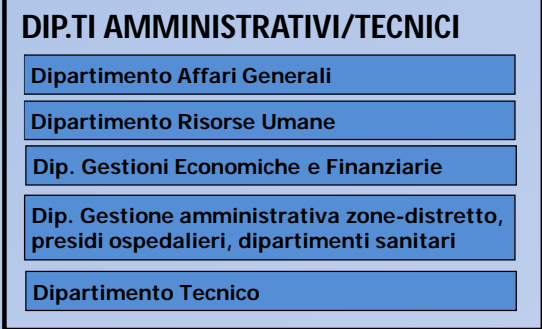 DIP.TI AMMINISTRATIVI/TECNICI
Dipartimento Affari Generali
Dipartimento Risorse Umane
Dip. Gestioni Economiche e Finanziarie
Dip. Gestione amministrativa zone-distretto,
presidi ospedalieri, dipartimenti sanitari
Dipartimento Tecnico